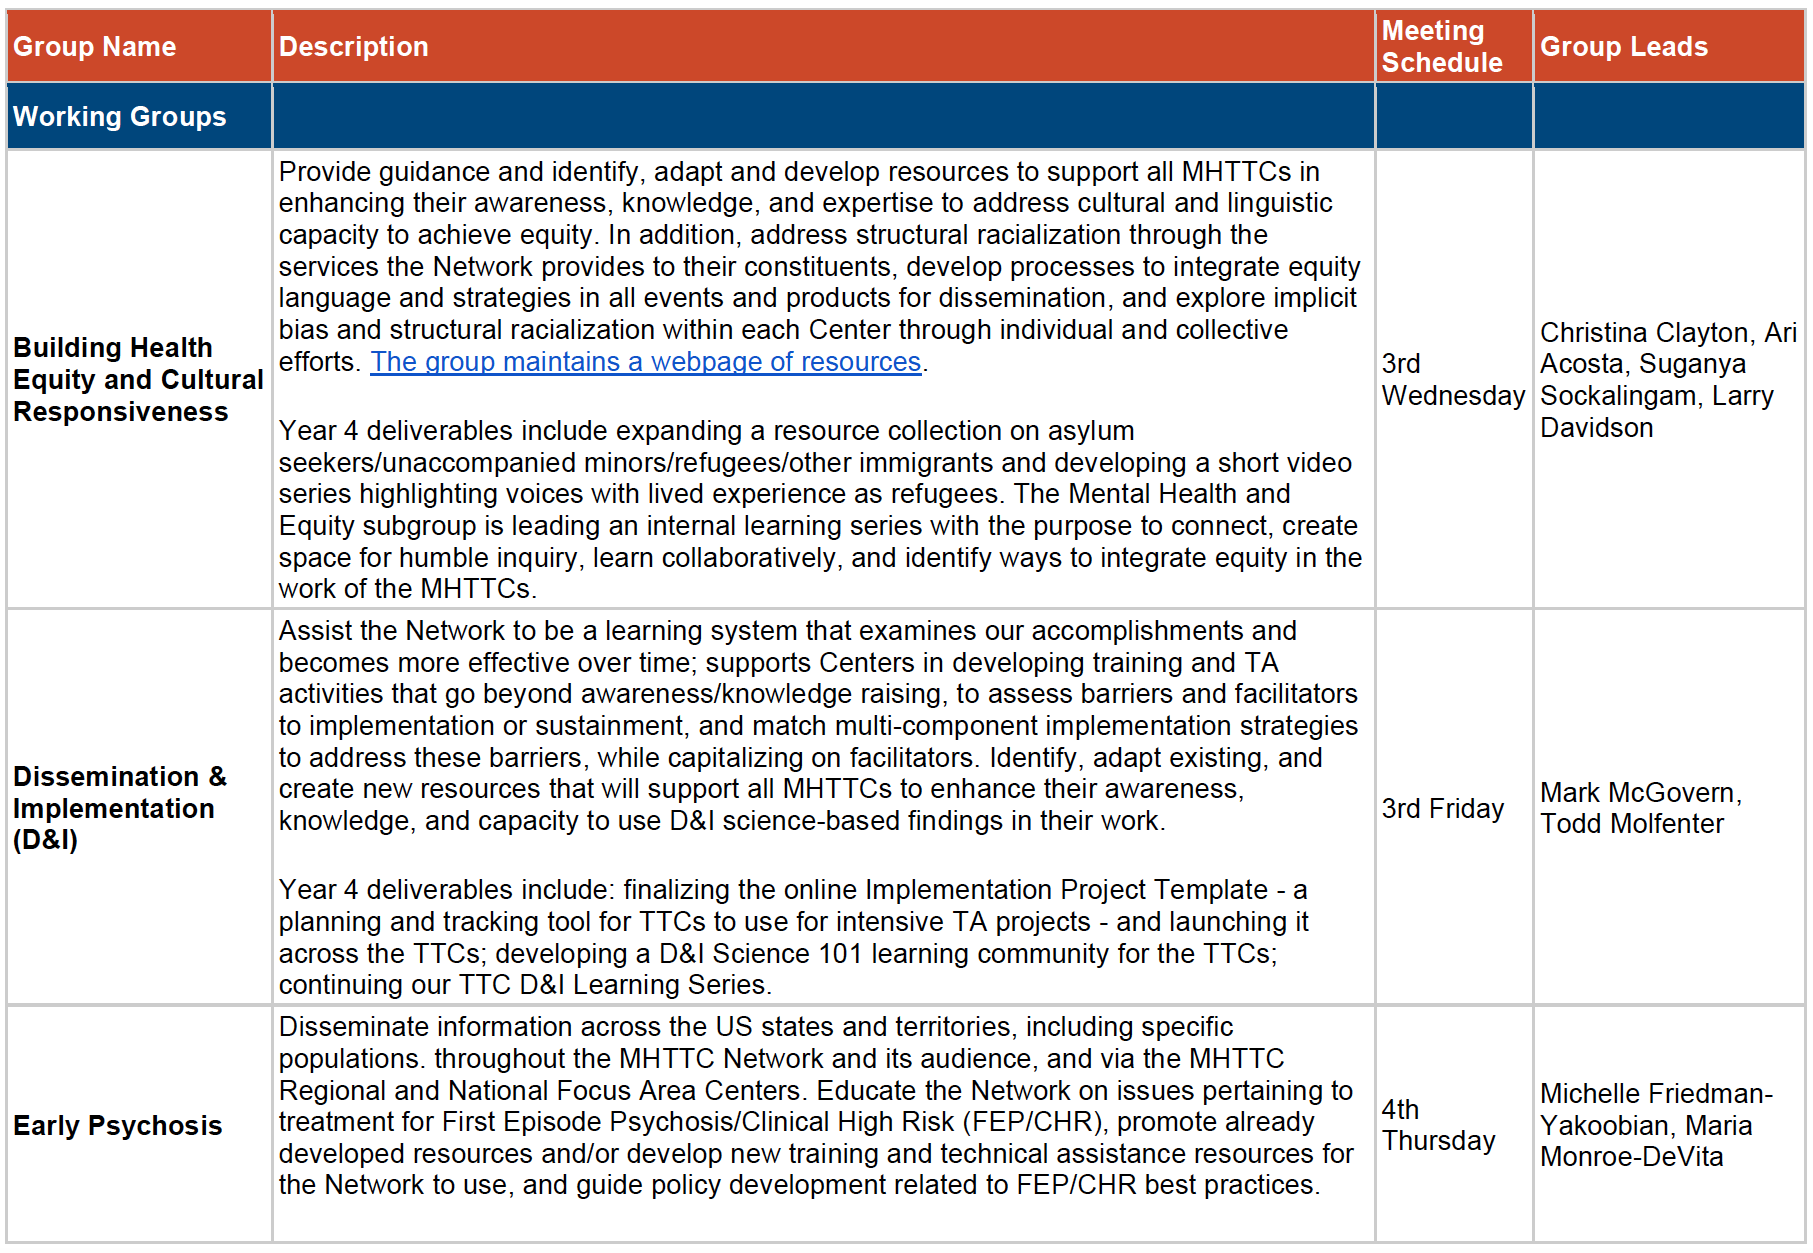 Group Name
Description
Meeting
Schedule
Group Leads
Working Groups
Building Health
Equity and Cultural
Responsiveness
Provide guidance and identify, adapt and develop resources to support all MHTTCs in
enhancing their awareness, knowledge, and expertise to address cultural and linguistic
capacity to achieve equity. In addition, address structural racialization through the
services the Network provides to their constituents, develop processes to integrate equity
language and strategies in all events and products for dissemination, and explore implicit
bias and structural racialization within each Center through individual and collective
efforts. The group maintains a webpage of resources.
Year 4 deliverables include expanding a resource collection on asylum
seekers/unaccompanied minors/refugees/other immigrants and developing a short video
series highlighting voices with lived experience as refugees. The Mental Health and
Equity subgroup is leading an internal learning series with the purpose to connect, create
space for humble inquiry, learn collaboratively, and identify ways to integrate equity in the
work of the MHTTCs.
3rd
Wednesday
Christina Clayton, Ari
Acosta, Suganya
Sockalingam, Larry
Davidson
Dissemination &
Implementation
(D&I)
Assist the Network to be a learning system that examines our accomplishments and
becomes more effective over time; supports Centers in developing training and TA
activities that go beyond awareness/knowledge raising, to assess barriers and facilitators
to implementation or sustainment, and match multi-component implementation strategies
to address these barriers, while capitalizing on facilitators. Identify, adapt existing, and
create new resources that will support all MHTTCs to enhance their awareness,
knowledge, and capacity to use D&I science-based findings in their work.
Year 4 deliverables include: finalizing the online Implementation Project Template - a
planning and tracking tool for TTCs to use for intensive TA projects - and launching it
across the TTCs; developing a D&I Science 101 learning community for the TTCs;
continuing our TTC D&I Learning Series.
3rd Friday
Mark McGovern,
Todd Molfenter
Early Psychosis
Disseminate information across the US states and territories, including specific
populations. throughout the MHTTC Network and its audience, and via the MHTTC
Regional and National Focus Area Centers. Educate the Network on issues pertaining to
treatment for First Episode Psychosis/Clinical High Risk (FEP/CHR), promote already
developed resources and/or develop new training and technical assistance resources for
the Network to use, and guide policy development related to FEP/CHR best practices.
4th
Thursday
Michelle Friedman-
Yakoobian, Maria
Monroe-DeVita